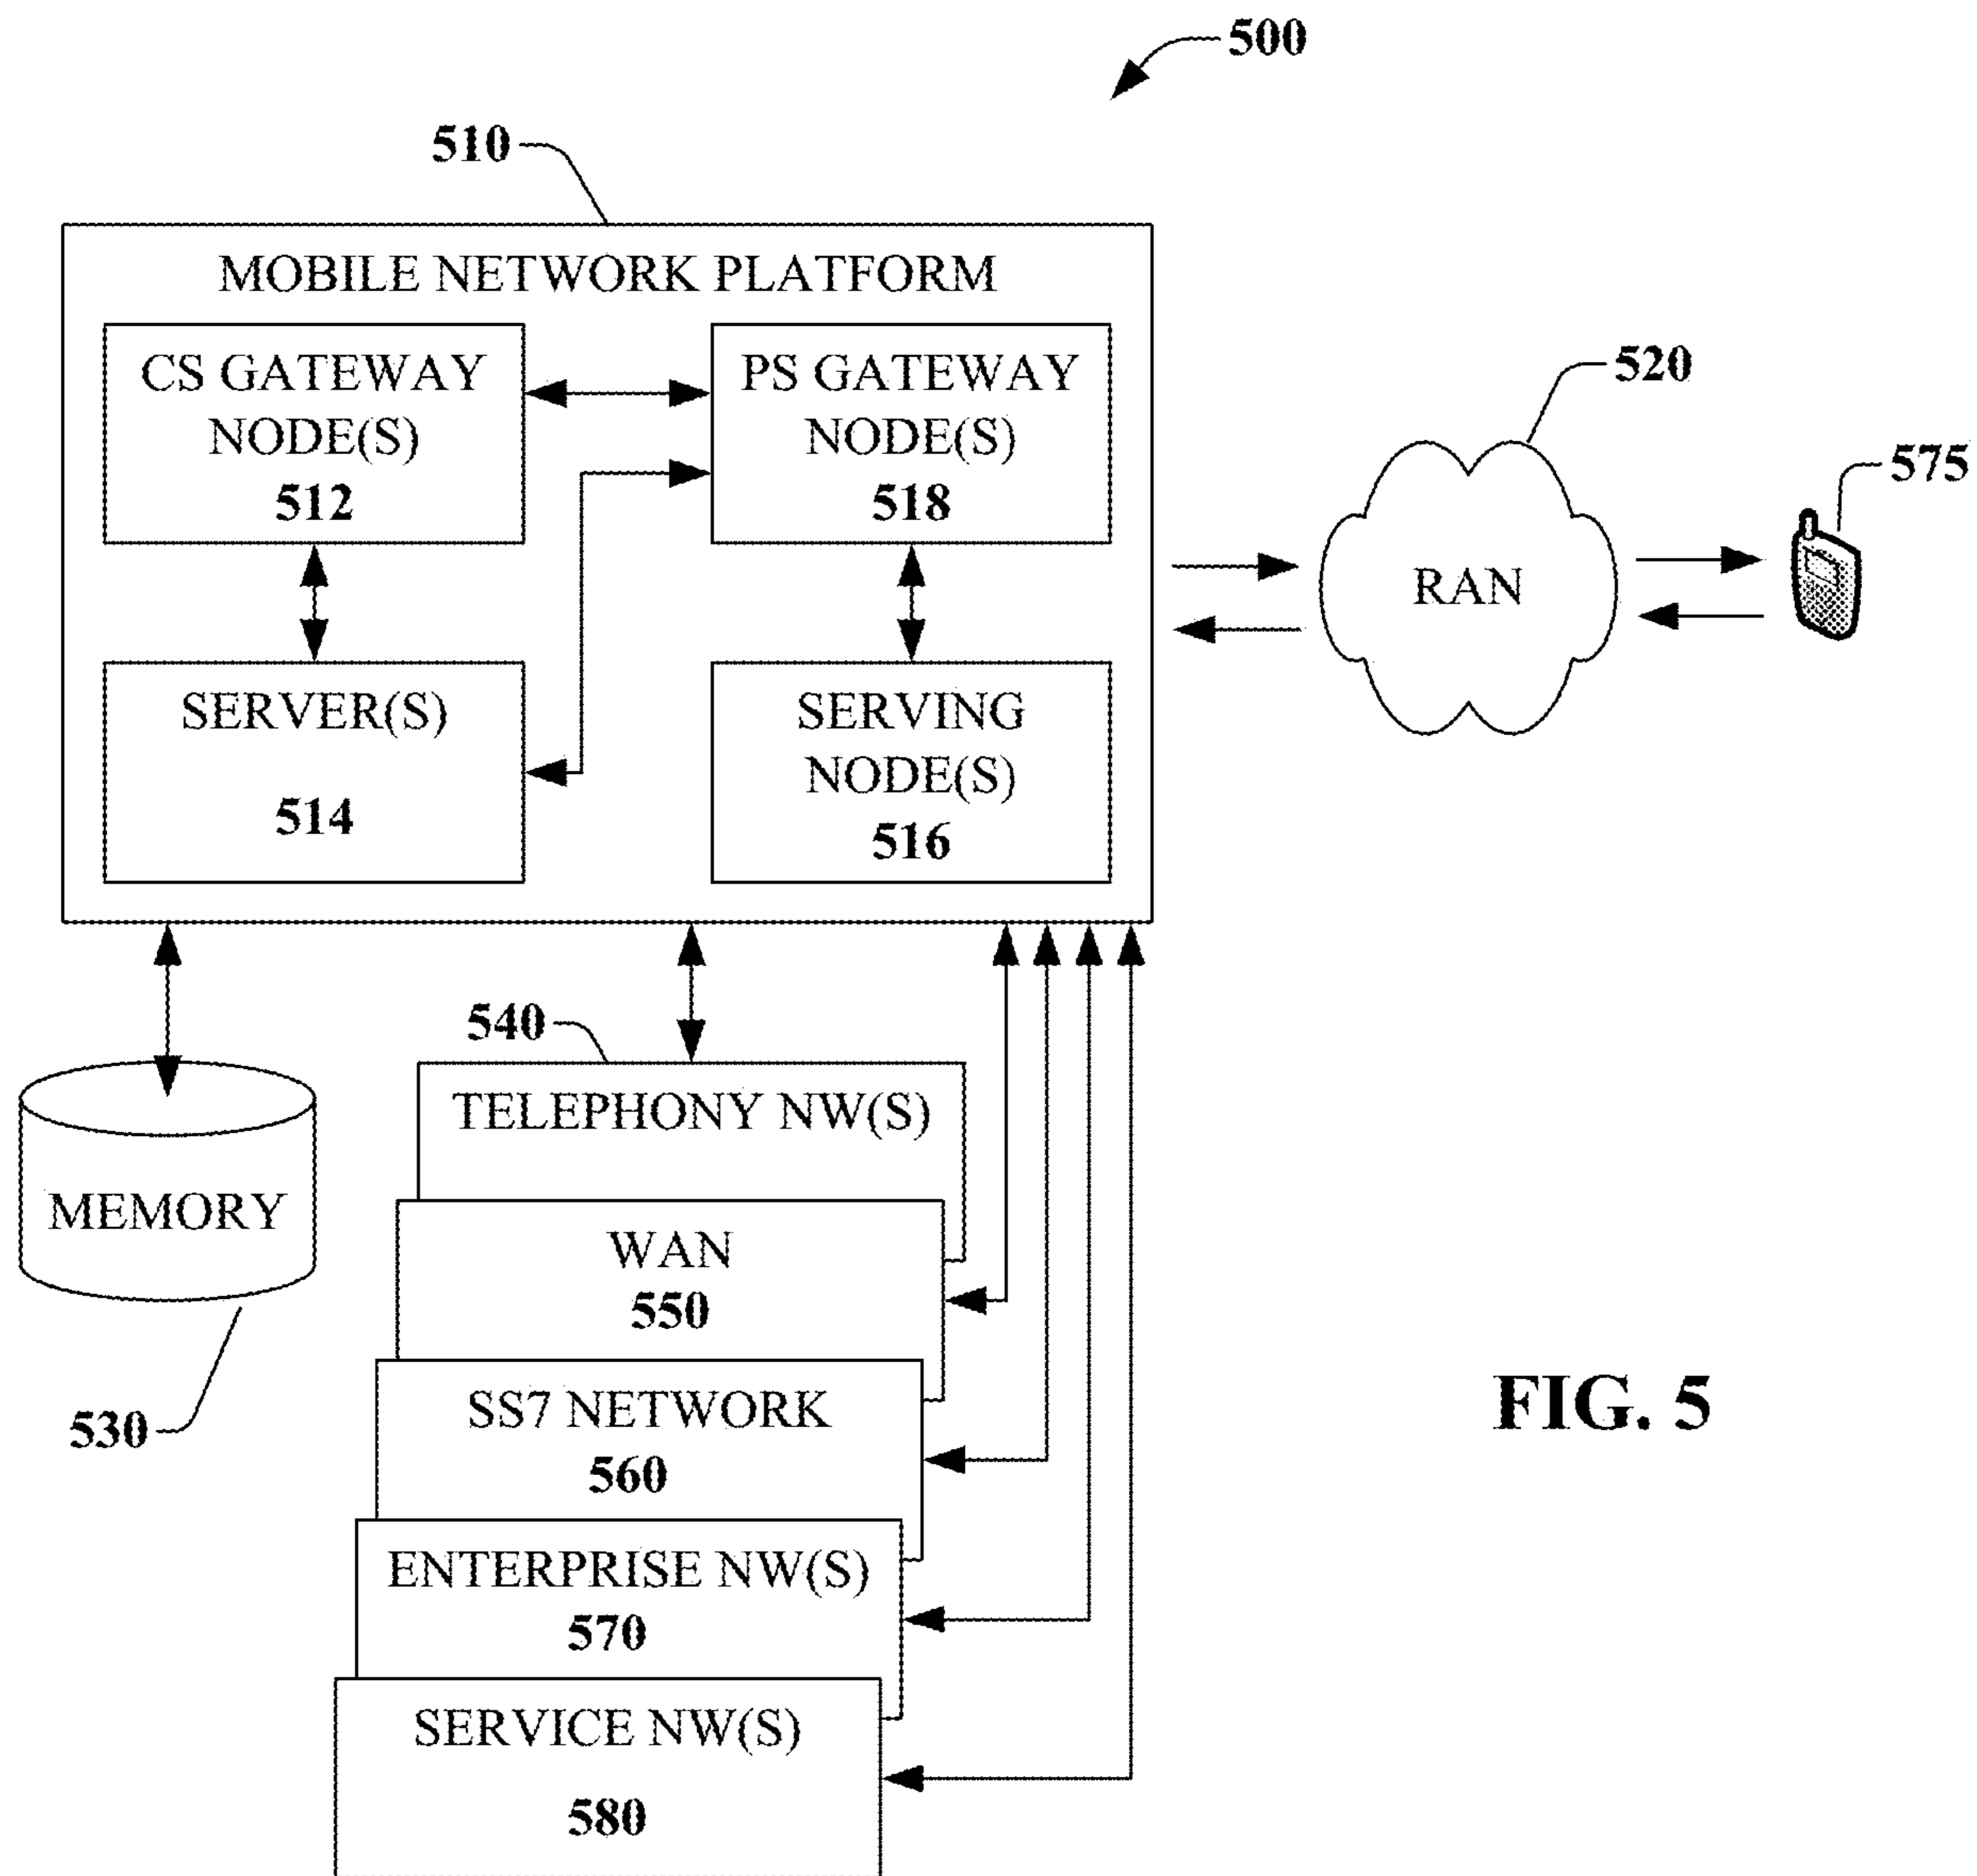 500
510
MOBILE NETWORK PLATFORM
CS GATEWAY
NODE(S)
512
PS GATEWAY
NODE(S)
518
SERVER(S)
514
SERVING
NODE(S)
516
520
RAN
575
540
TELEPHONY NW(S)
MEMORY
530
WAN
550
SS7 NETWORK
560
ENTERPRISE NW(S)
570
SERVICE NW(S)
580
FIG. 5